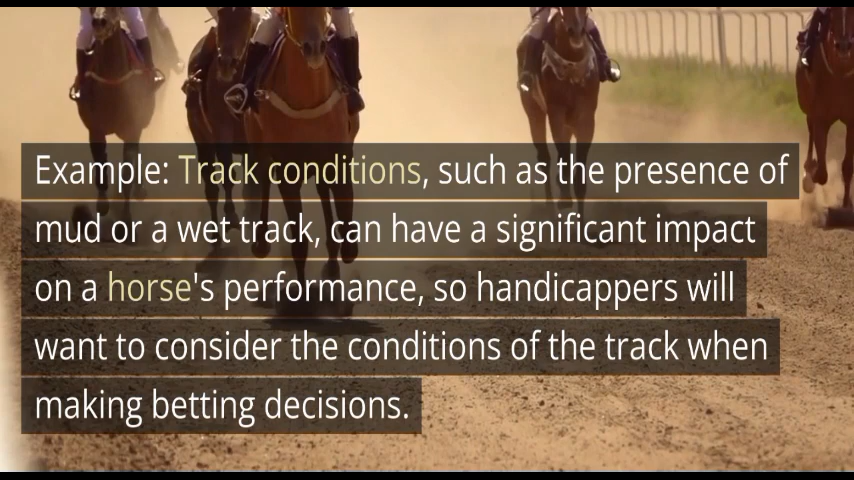 Example: Track conditions, such as the presence of
mud or a wet track, can have a significant impact
on a horse's performance, so handicappers will
want to consider the conditions of the track when
making betting decisions.